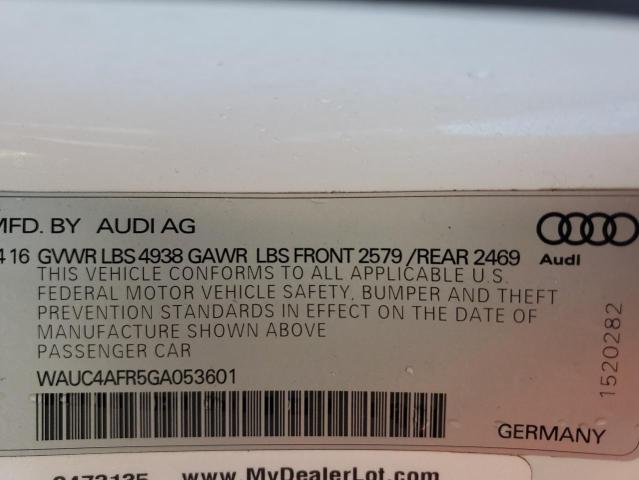 MFD. BY AUDI AG
4 16 GVWR LBS 4938 GAWR LBS FRONT 2579 /REAR 2469
Audi
THIS VEHICLE CONFORMS TO ALL APPLICABLE U.S.
FEDERAL MOTOR VEHICLE SAFETY, BUMPER AND THEFT
PREVENTION STANDARDS IN EFFECT ON THE DATE OF
MANUFACTURE SHOWN ABOVE
PASSENGER CAR
WAUC4AFR5GA053601
1520282
GERMANY
www.MyDealerLot.com